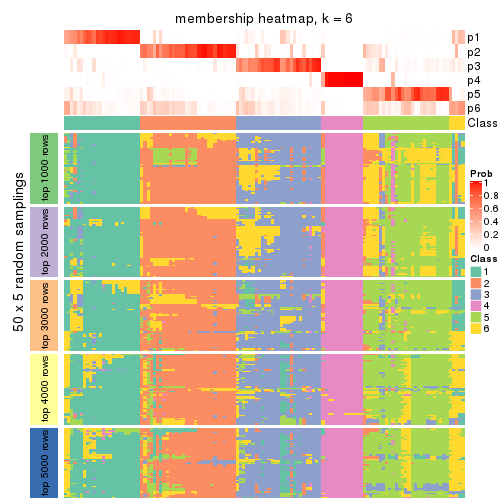 membership heatmap, k = 6
p1
p2
p3
p4
p5
p6
Class
50 x 5 random samplings
top 1000 rows
top 2000 rows
top 3000 rows
top 4000 rows
top 5000 rows
Prob
1
0.8
0.6
0.4
0.2
0
Class
1
2
3
4
5
6